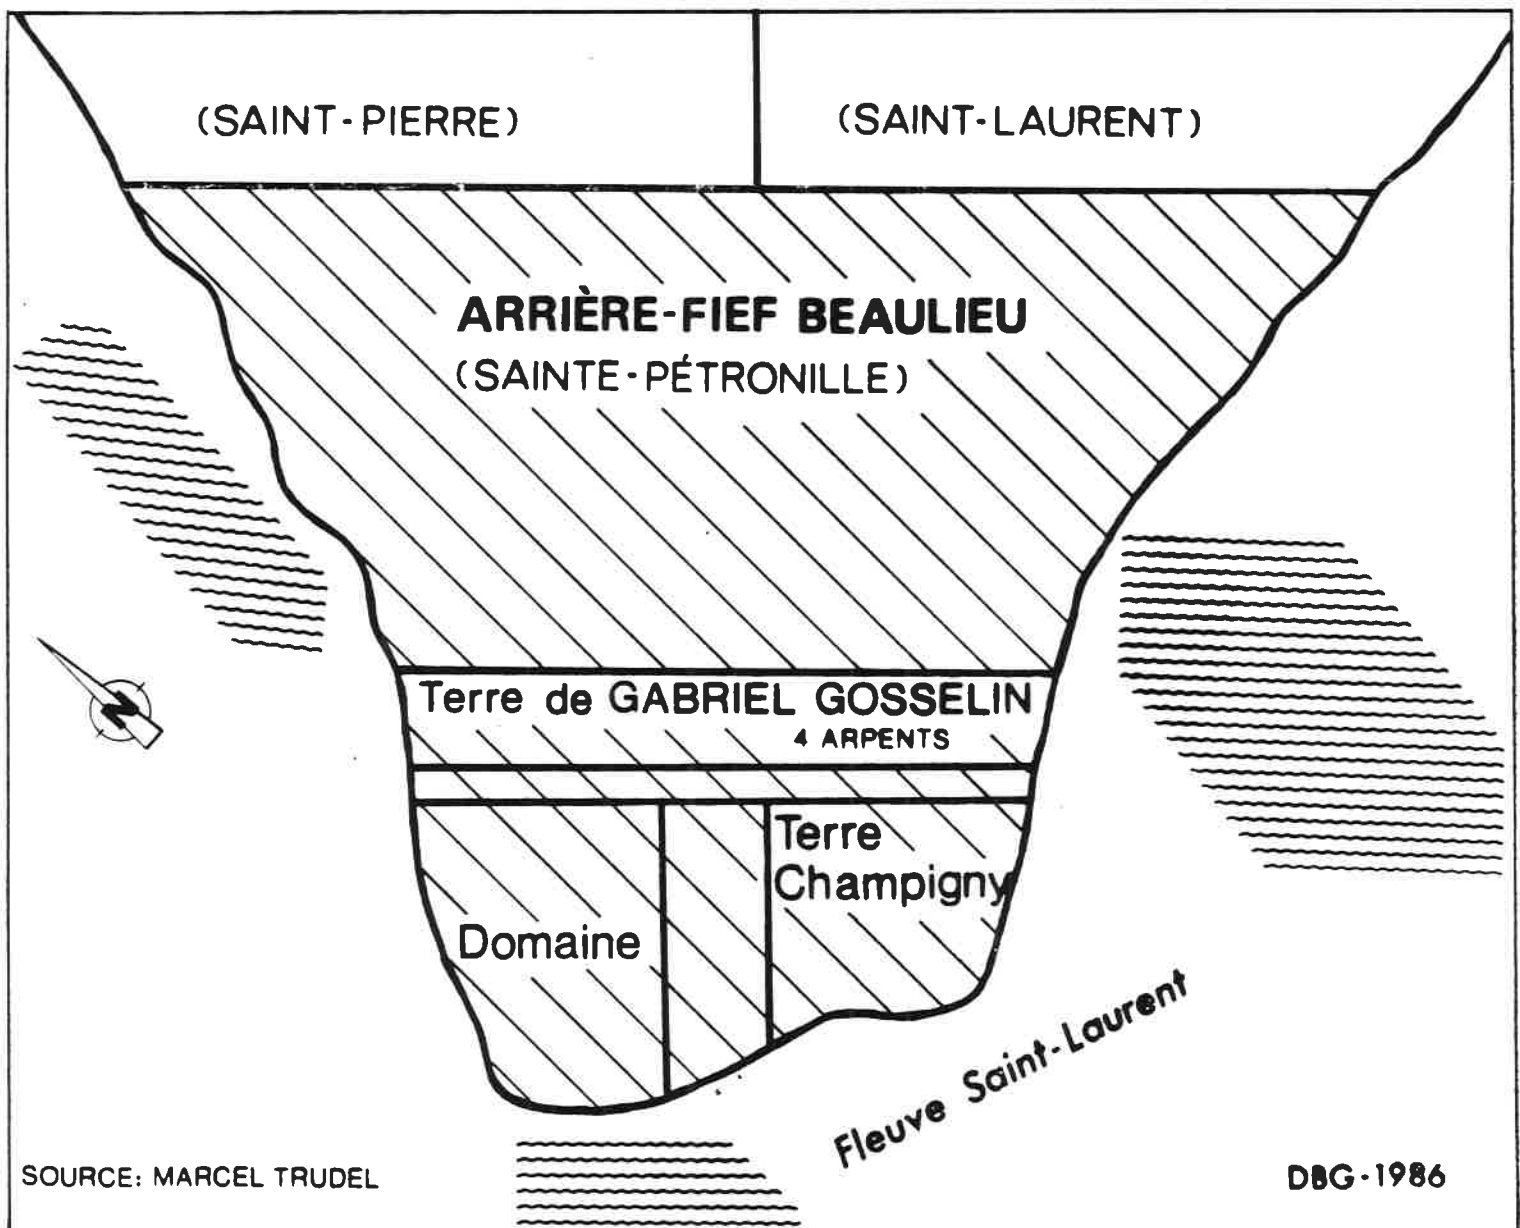 (SAINT-PIERRE)
(SAINT-LAURENT)
ARRIÈRE-FIEF BEAULIEU
(SAINTE-PÉTRONILLE)
N
Terre de GABRIEL GOSSELIN
4 ARPENTS
Terre
Champigny
Domaine
Fleuve Saint-Laurent
SOURCE: MARCEL TRUDEL
DBG-1986